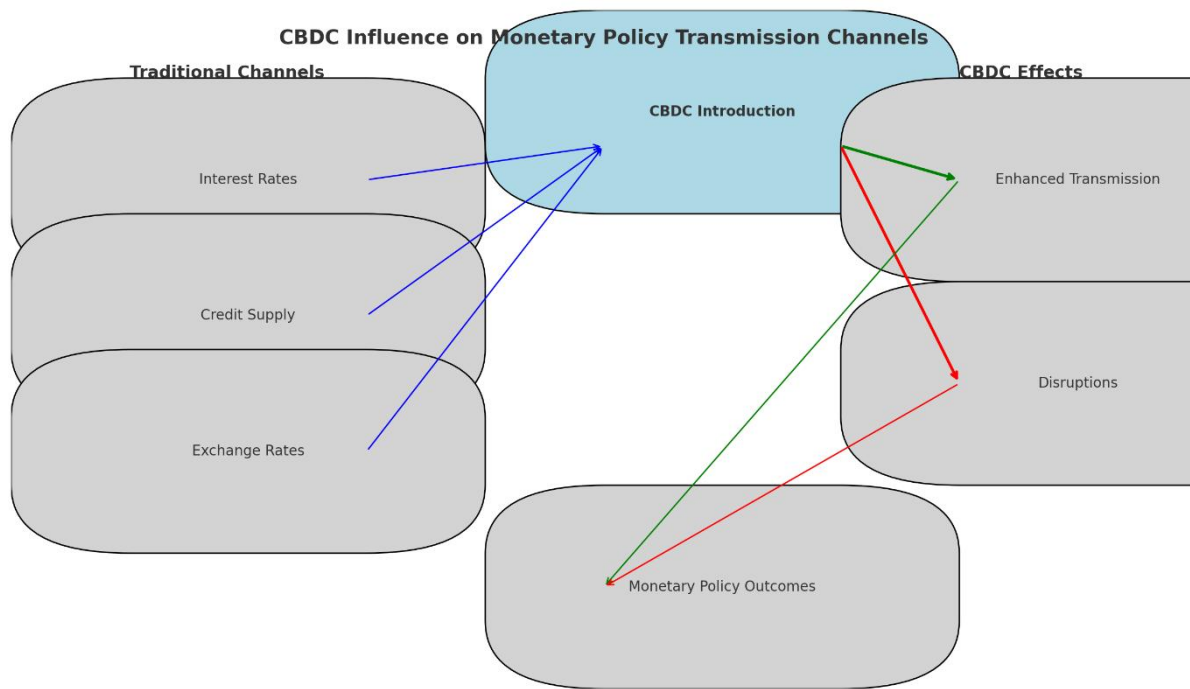 CBDC Influence on Monetary Policy Transmission Channels
Traditional Channels
CBDC Effects
CBDC Introduction
Interest Rates
Enhanced Transmission
Credit Supply
Disruptions
Exchange Rates
Monetary Policy Outcomes